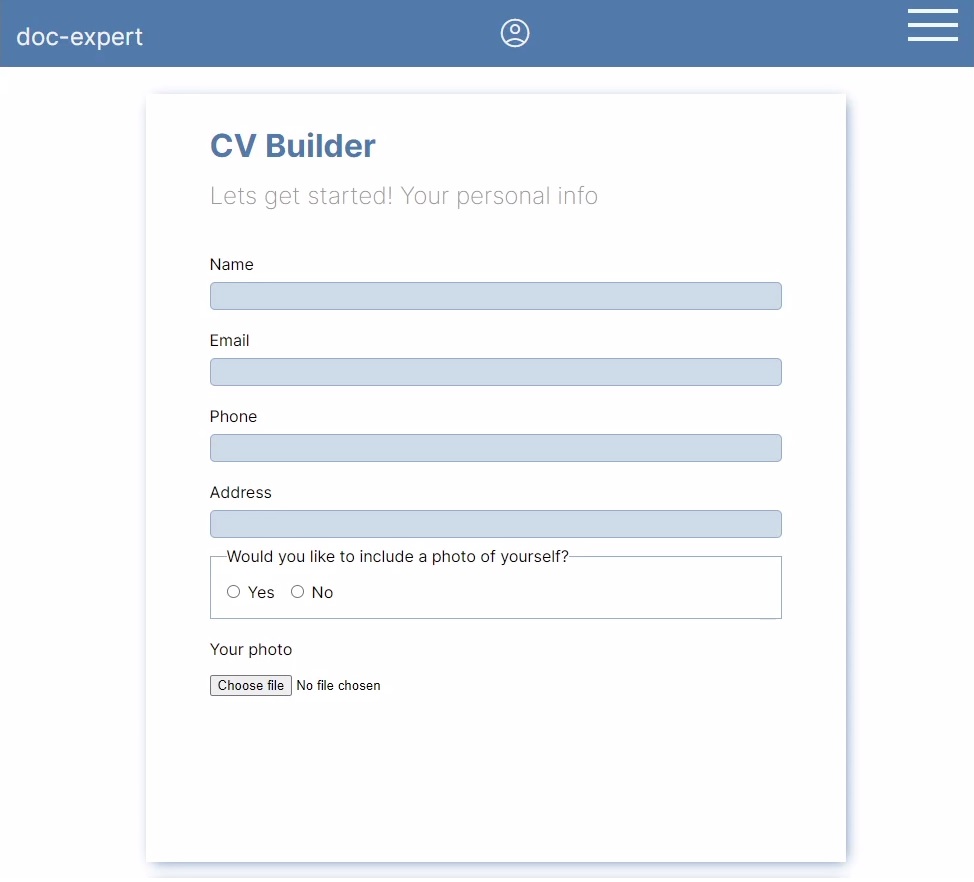 doc-expert
CV Builder
Lets get started! Your personal info
Name
Email
Phone
Address
Would you like to include a photo of yourself?
Yes No
Your photo
Choose file No file chosen